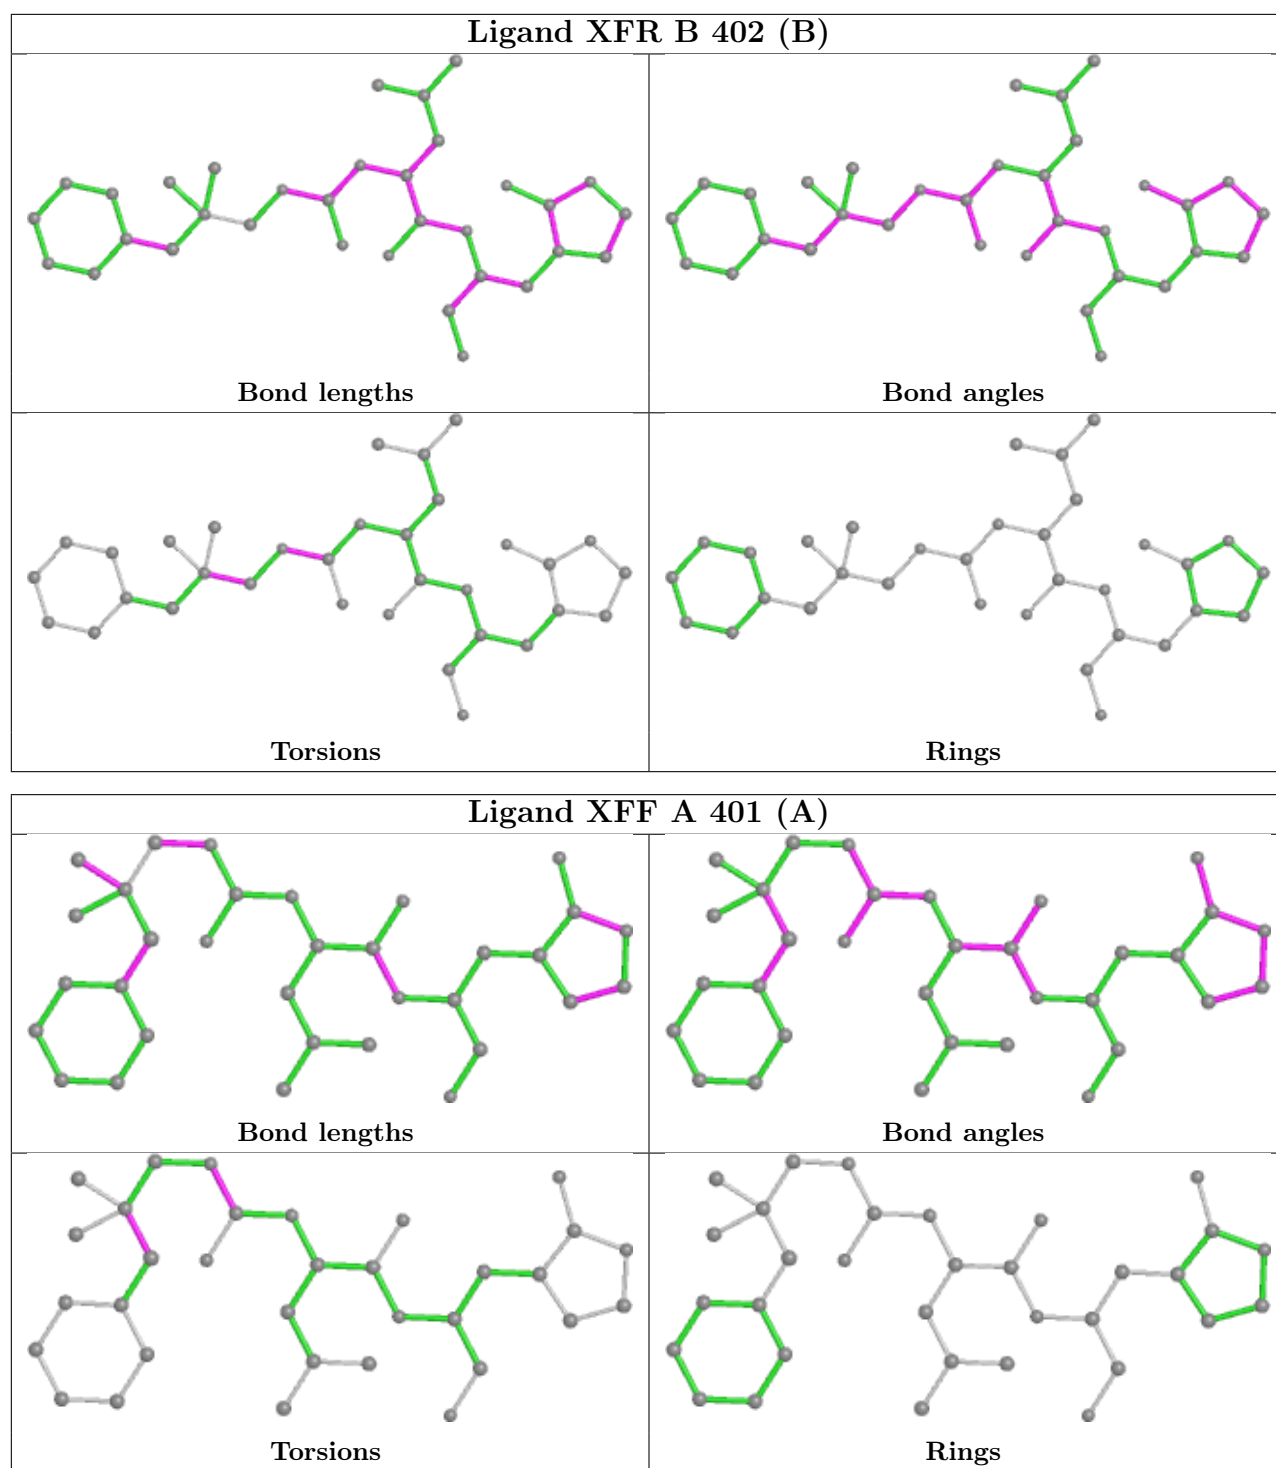 Ligand XFR B 402 (B)
Bond lengths
Bond angles
Torsions
Rings
Ligand XFF A 401 (A)
Bond lengths
Bond angles
Torsions
Rings